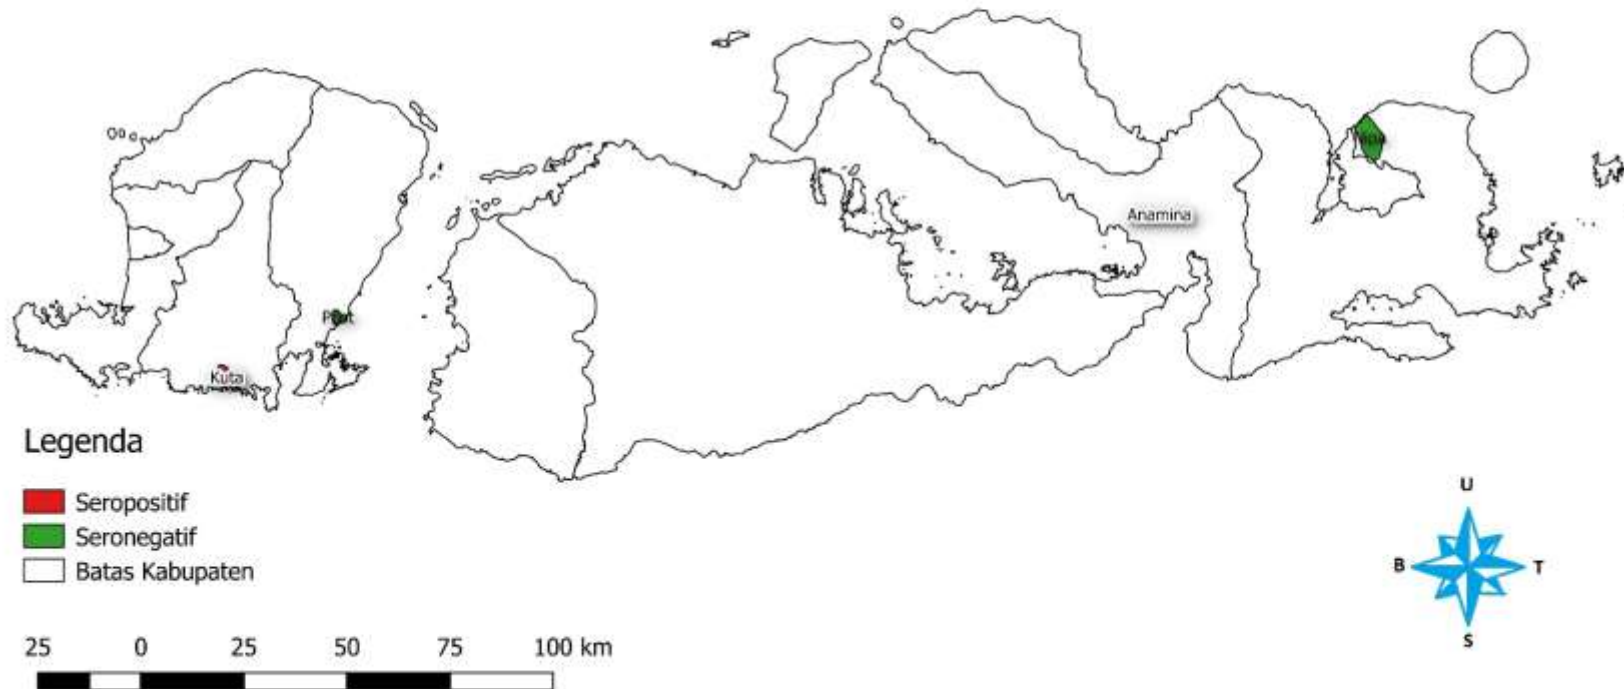 Anamina
Kuta
Legenda
Seropositif
Seronegatif
Batas Kabupaten
25 0 25 50 75 100 km
U
B T
S